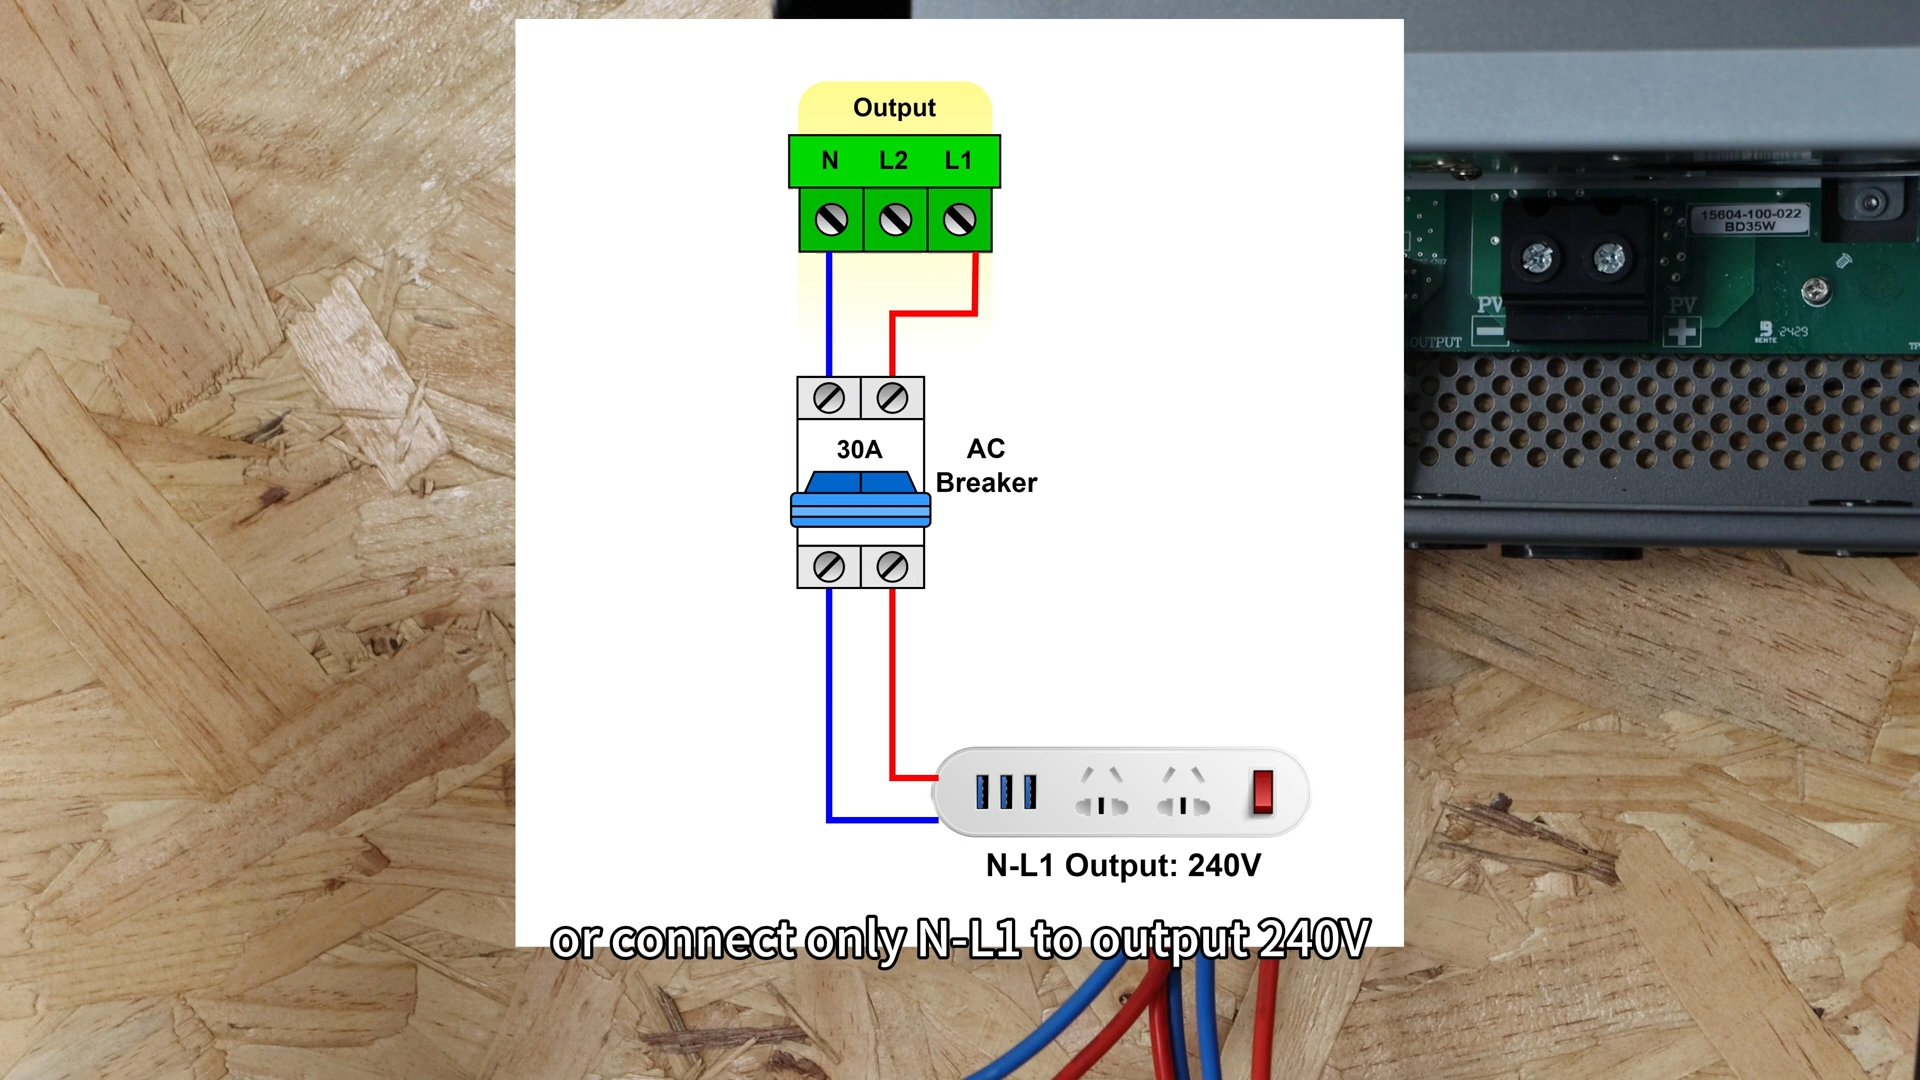 Output
N L2 L1
30A
AC
Breaker
N-L1 Output: 240V
or connect only N-L1 to output 240V
15604-100-022
BD35W
PV
PV
OUTPUT
BENTE
2429